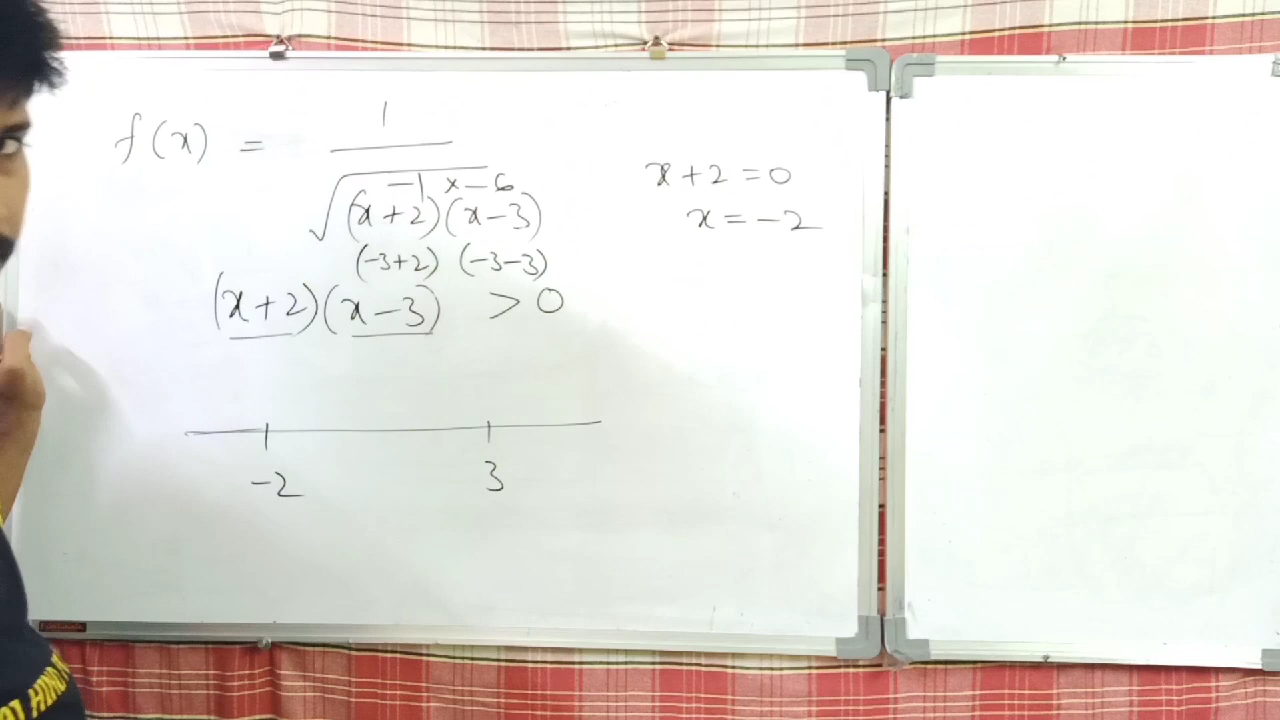 f(x) = 1
−1 × −6
√(x+2)(x−3)
(−3+2) (−3−3)
(x+2)(x−3) > 0
−2 3
x+2=0
x=−2